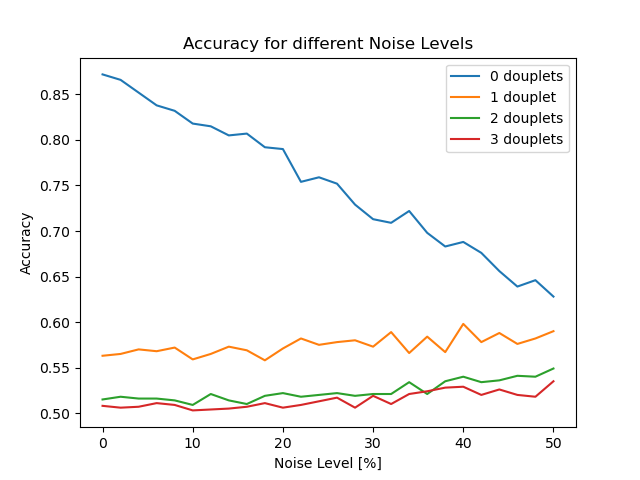 Accuracy for different Noise Levels
0 douplets
1 douplet
2 douplets
3 douplets
Accuracy
0.85
0.80
0.75
0.70
0.65
0.60
0.55
0.50
0 10 20 30 40 50
Noise Level [%]